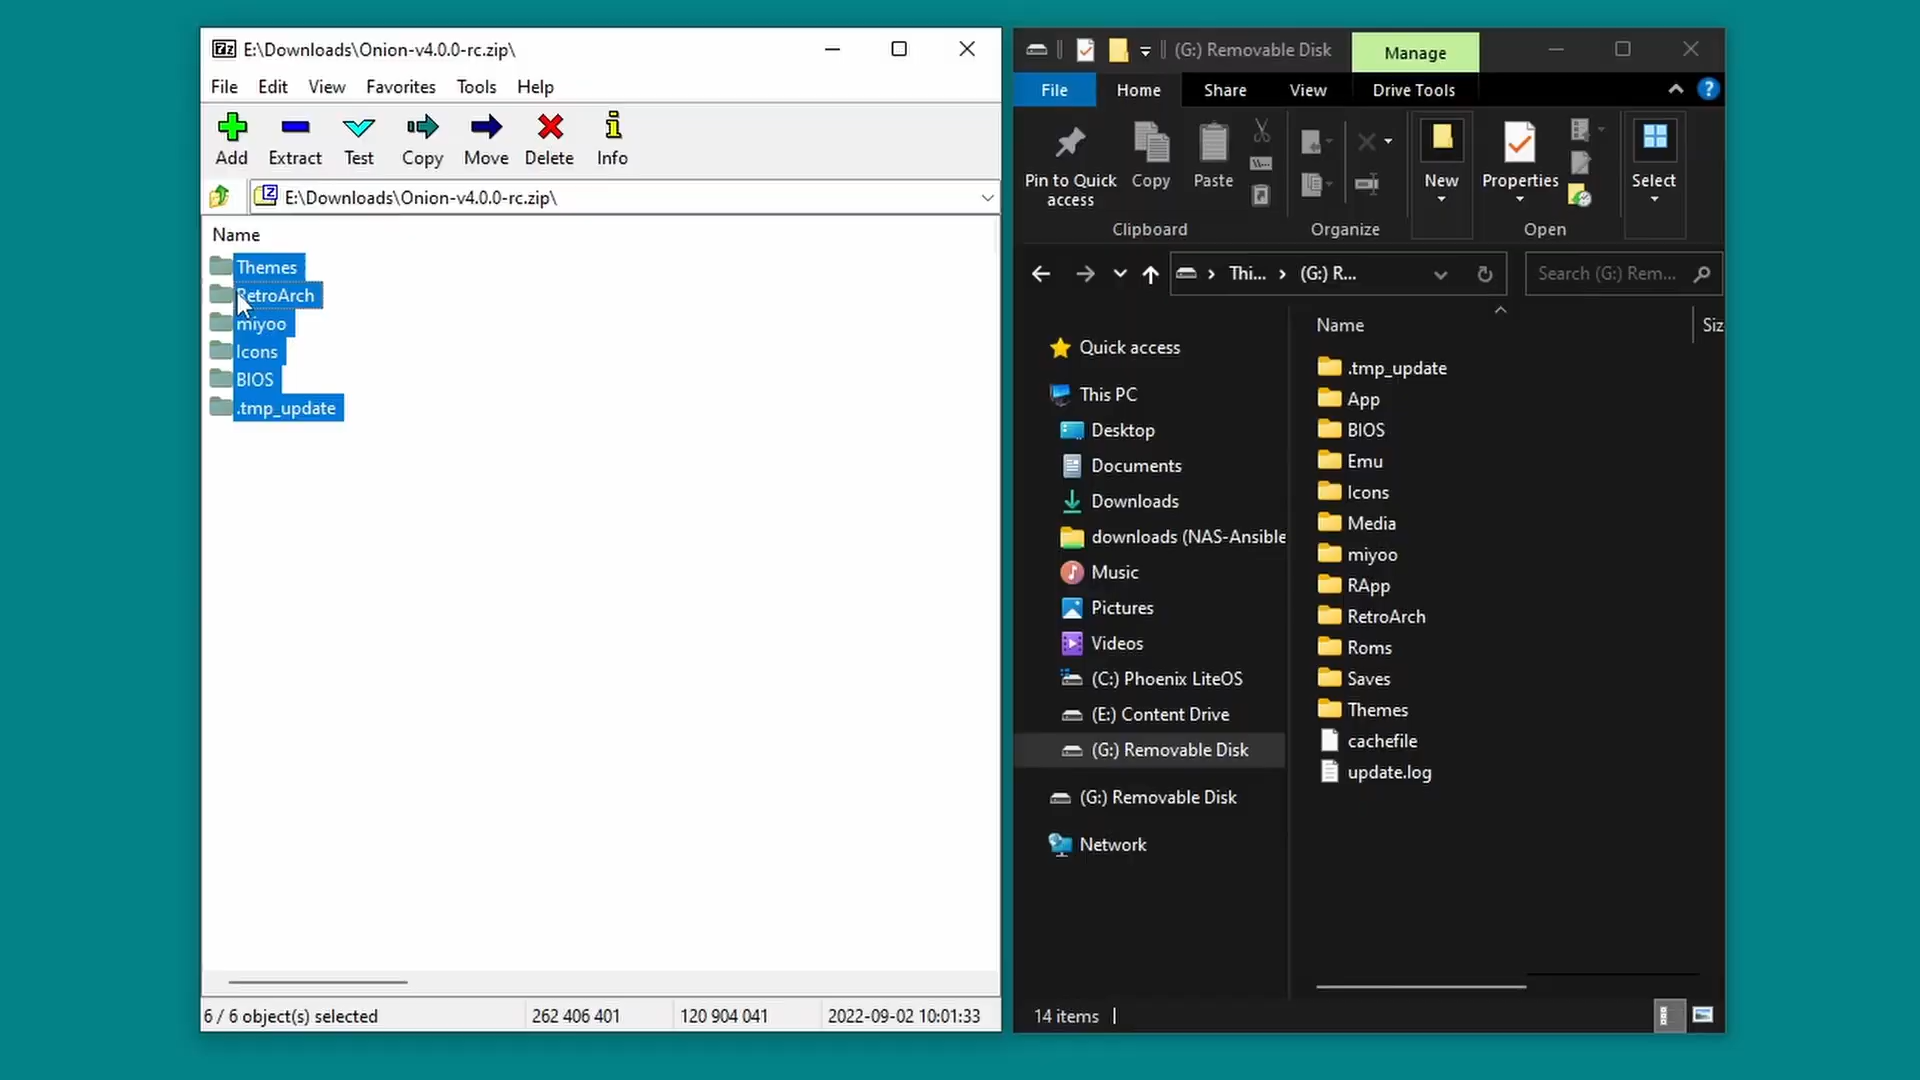 7z E:\Downloads\Onion-v4.0.0-rc.zip\
File Edit View Favorites Tools Help
Add Extract Test Copy Move Delete Info
E:\Downloads\Onion-v4.0.0-rc.zip\
Name
Themes
RetroArch
miyoo
Icons
BIOS
.tmp_update
6 / 6 object(s) selected 262 406 401 120 904 041 2022-09-02 10:01:33
(G:) Removable Disk Manage
File Home Share View Drive Tools
Pin to Quick access
Copy
Paste
New
Properties
Select
Clipboard Organize Open
Thi... (G:) R... Search (G:) Rem...
Quick access
This PC
Desktop
Documents
Downloads
downloads (NAS-Ansible
Music
Pictures
Videos
(C:) Phoenix LiteOS
(E:) Content Drive
(G:) Removable Disk
(G:) Removable Disk
Network
Name Siz
.tmp_update
App
BIOS
Emu
Icons
Media
miyoo
RApp
RetroArch
Roms
Saves
Themes
cachefile
update.log
14 items